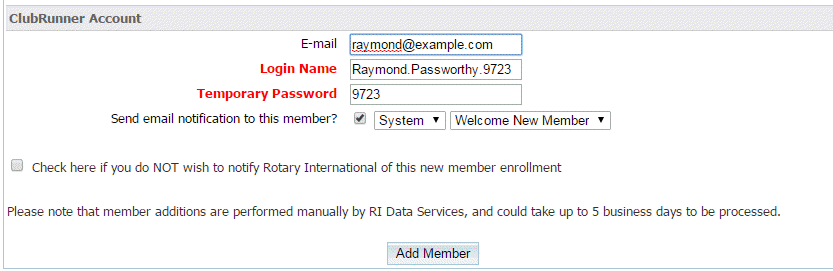 ClubRunner Account
E-mail raymond@example.com
Login Name Raymond.Passworthy.9723
Temporary Password 9723
Send email notification to this member? System Welcome New Member
Check here if you do NOT wish to notify Rotary International of this new member enrollment
Please note that member additions are performed manually by RI Data Services, and could take up to 5 business days to be processed.
Add Member